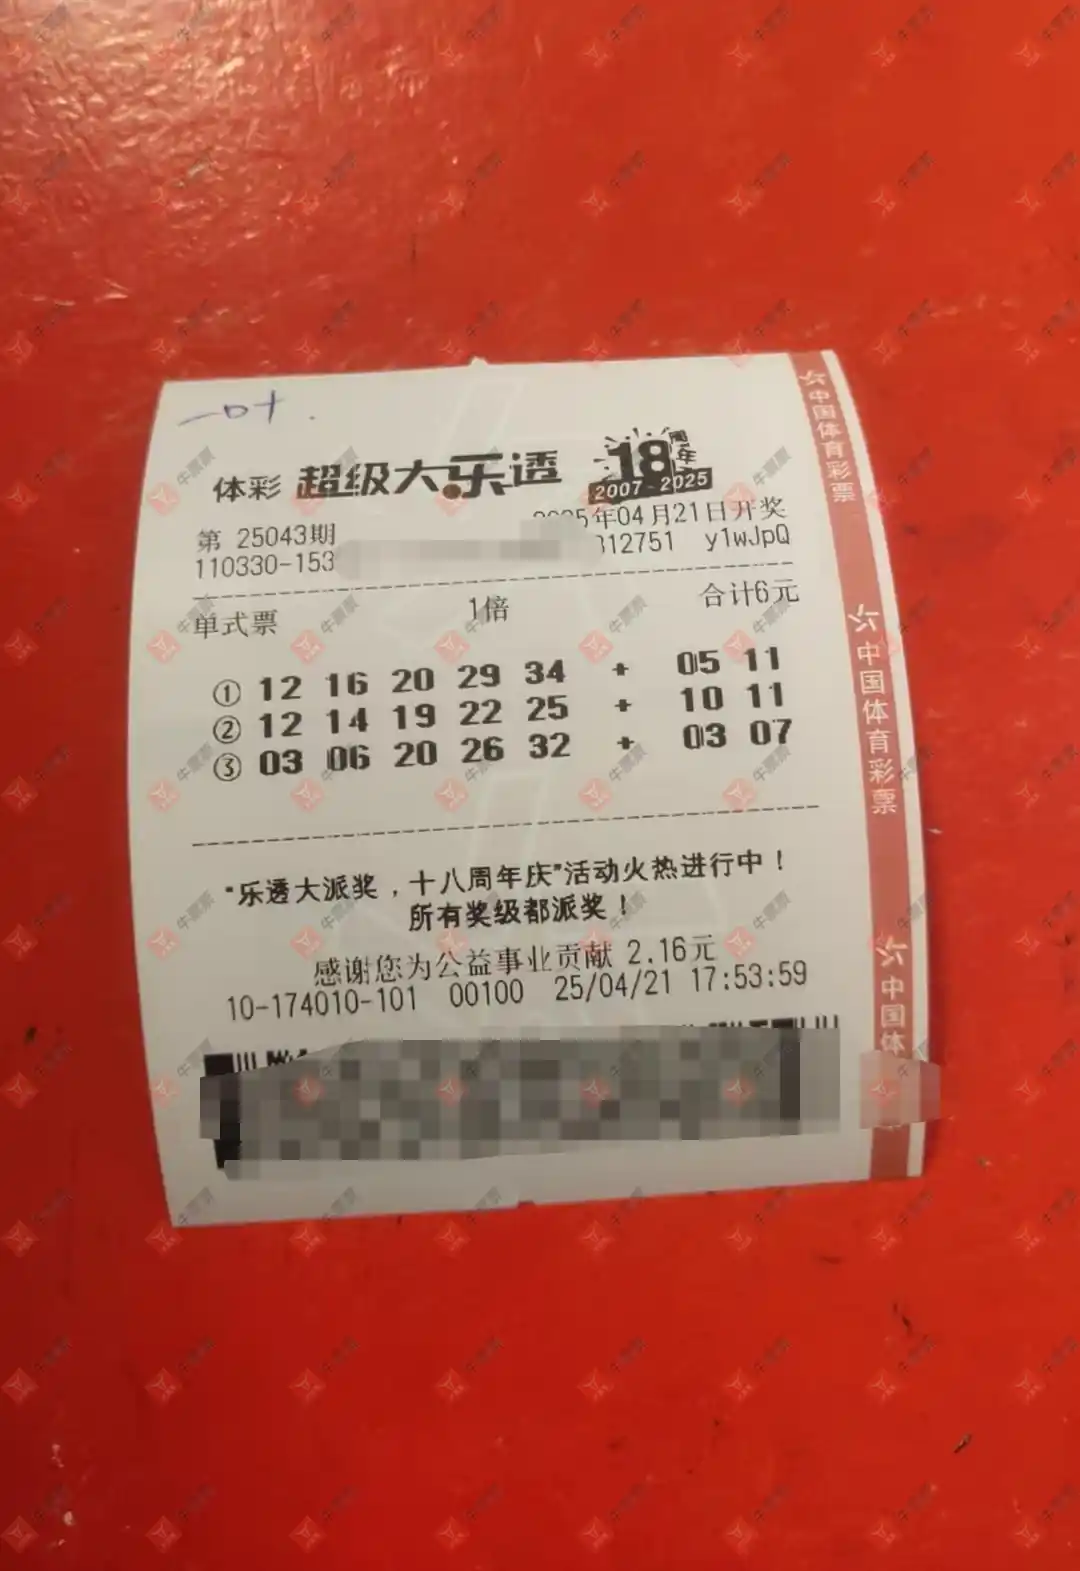 体彩 超级大乐透 18周年
2007-2025
第 25043期
5年04月21日开奖
110330-153
312751 y1wJpQ
单式票 1倍 合计6元
① 12 16 20 29 34 + 05 11
② 12 14 19 22 25 + 10 11
③ 03 06 20 26 32 + 03 07
“乐透大派奖，十八周年庆”活动火热进行中！
所有奖级都派奖！
感谢您为公益事业贡献 2.16元
10-174010-101 00100 25/04/21 17:53:59
中国体育彩票
中国体育彩票
中国体
牛票票